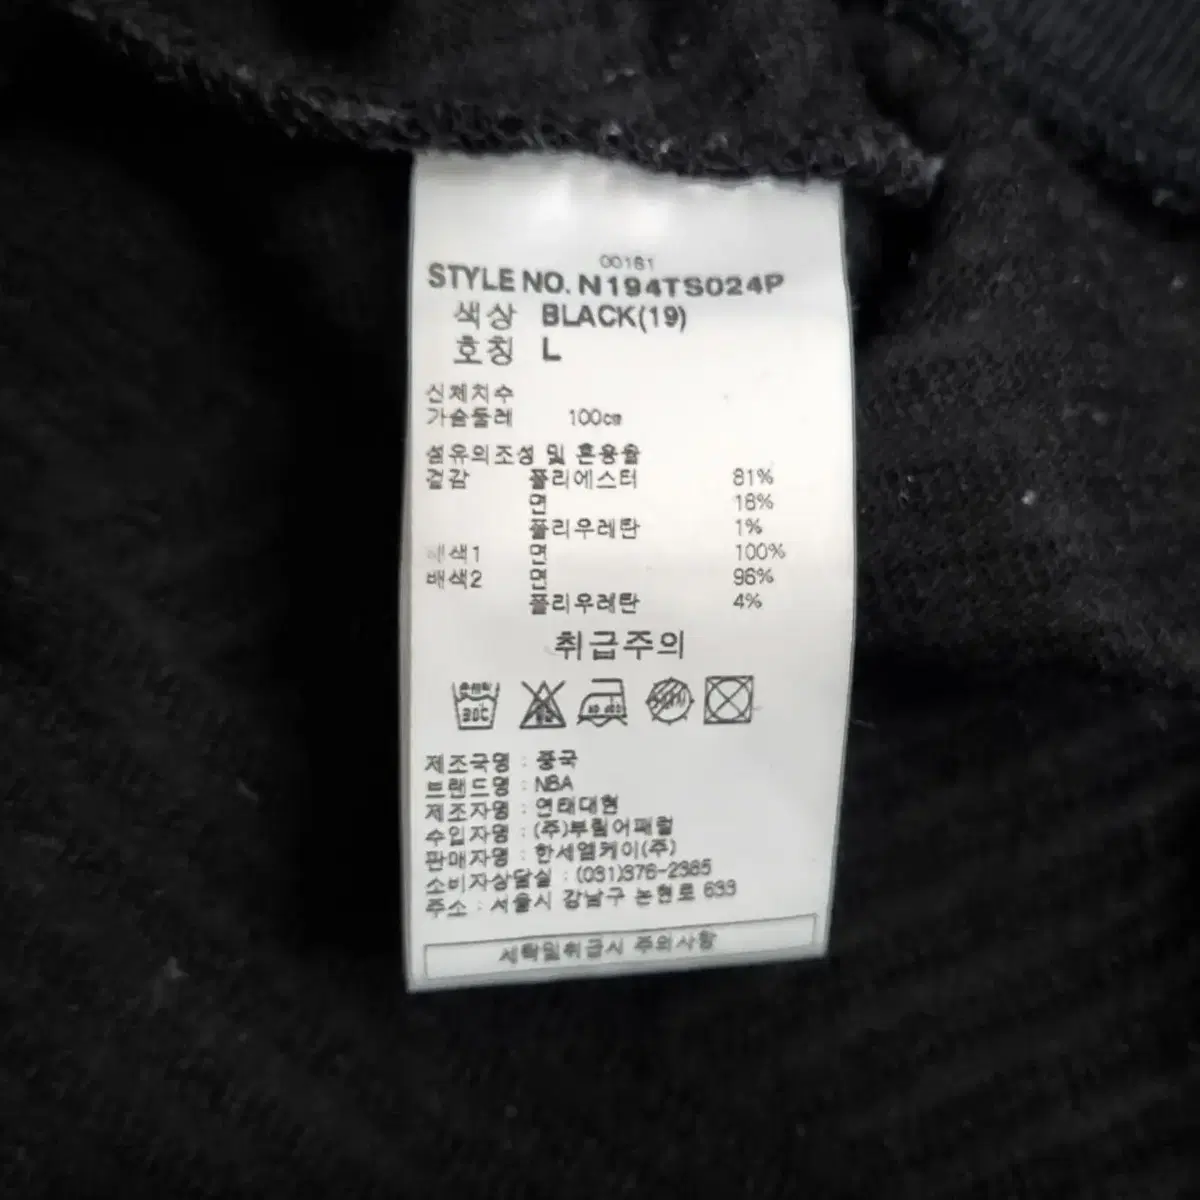 00161
STYLE NO. N194TS024P
색상 BLACK(19)
호칭 L
신체치수
가슴둘레 100cm
섬유의조성 및 혼용율
겉감 폴리에스터 81%
면 18%
폴리우레탄 1%
배색1 면 100%
배색2 면 96%
폴리우레탄 4%
취급주의
30℃
제조국명 : 중국
브랜드명 : NBA
제조자명 : 연태대현
수입자명 : (주)부림어패럴
판매자명 : 한세엠케이(주)
소비자상담실 : (031)376-2385
주소 : 서울시 강남구 논현로 633
세탁및취급시 주의사항